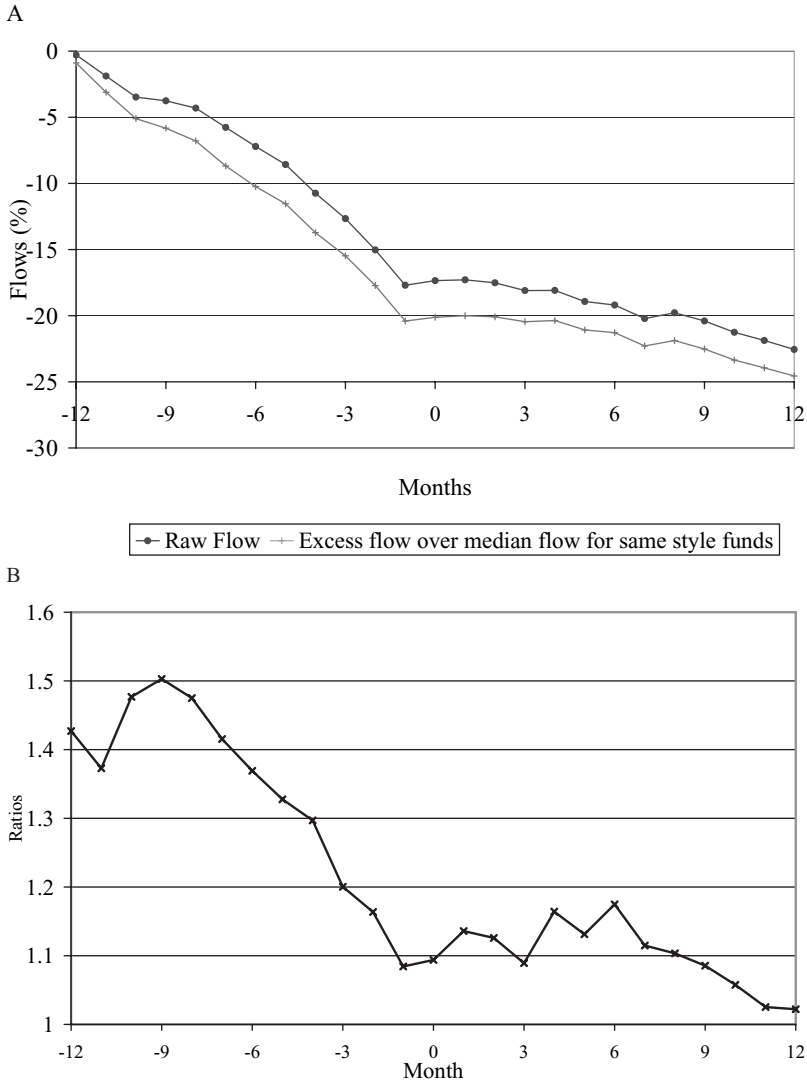 A
0
-5
-10
-15
-20
-25
-30
Flows (%)
-12 -9 -6 -3 0 3 6 9 12
Months
Raw Flow Excess flow over median flow for same style funds
B
1.6
1.5
1.4
1.3
1.2
1.1
1
Ratios
-12 -9 -6 -3 0 3 6 9 12
Month